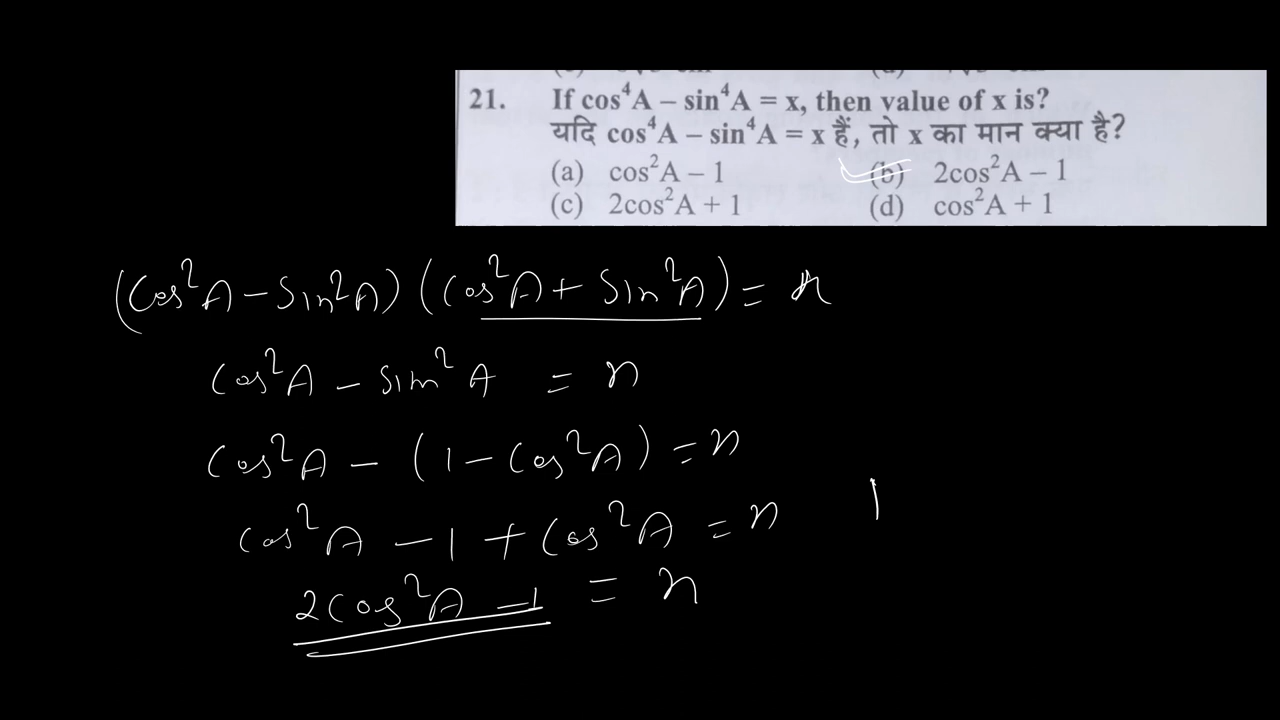 21. If cos⁴A – sin⁴A = x, then value of x is?
यदि cos⁴A – sin⁴A = x हैं, तो x का मान क्या है?
(a) cos²A – 1 (b) 2cos²A – 1
(c) 2cos²A + 1 (d) cos²A + 1
(Cos²A – Sin²A) (Cos²A + Sin²A) = x
Cos²A – Sin²A = x
Cos²A – (1 – Cos²A) = x
Cos²A – 1 + Cos²A = x
2Cos²A – 1 = x